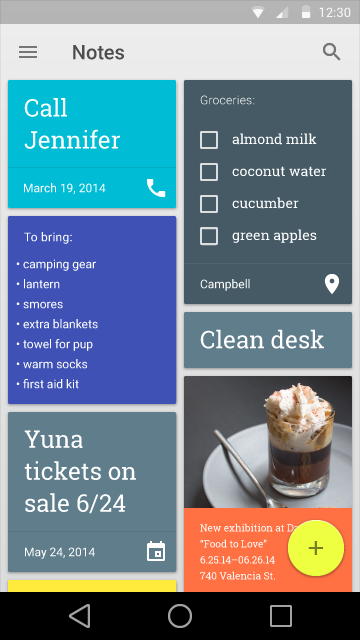 12:30
Notes
Call
Jennifer
March 19, 2014
Groceries:
almond milk
coconut water
cucumber
green apples
Campbell
To bring:
• camping gear
• lantern
• smores
• extra blankets
• towel for pup
• warm socks
• first aid kit
Clean desk
Yuna
tickets on
sale 6/24
May 24, 2014
New exhibition at
“Food to Love”
6.25.14–06.26.14
740 Valencia St.